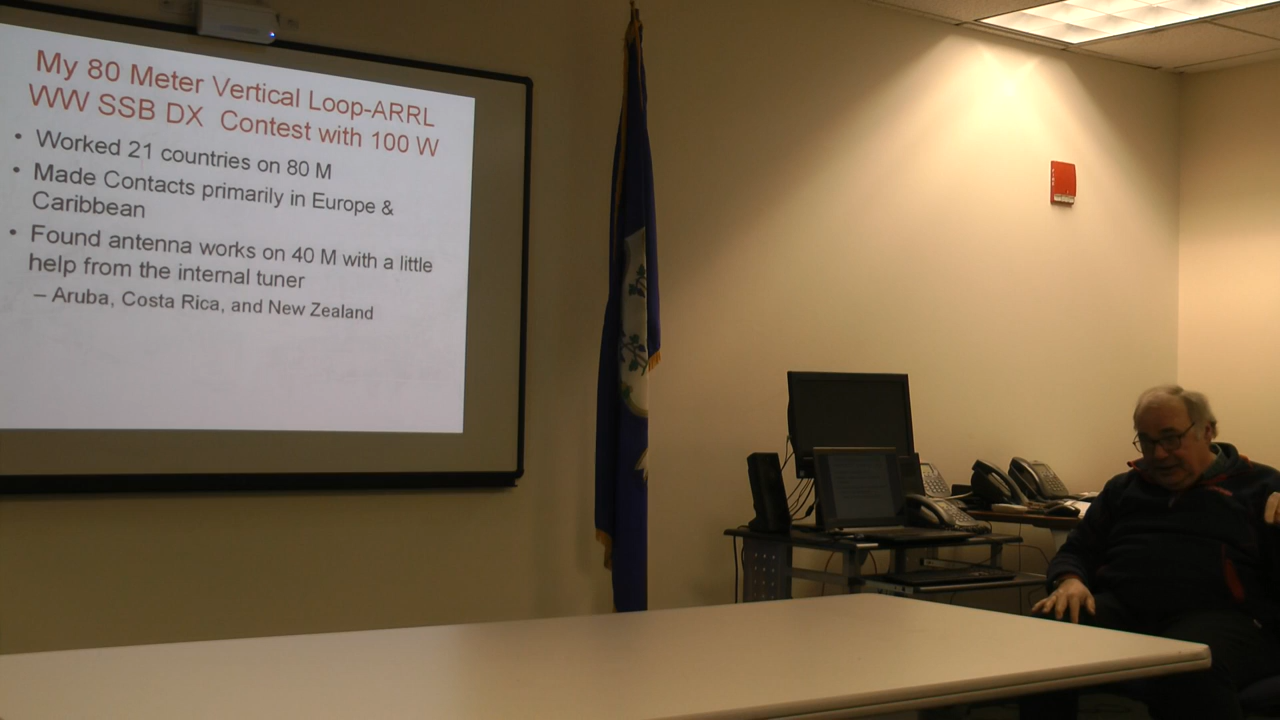 My 80 Meter Vertical Loop-ARRL
WW SSB DX Contest with 100 W
• Worked 21 countries on 80 M
• Made Contacts primarily in Europe &
Caribbean
• Found antenna works on 40 M with a little
help from the internal tuner
– Aruba, Costa Rica, and New Zealand